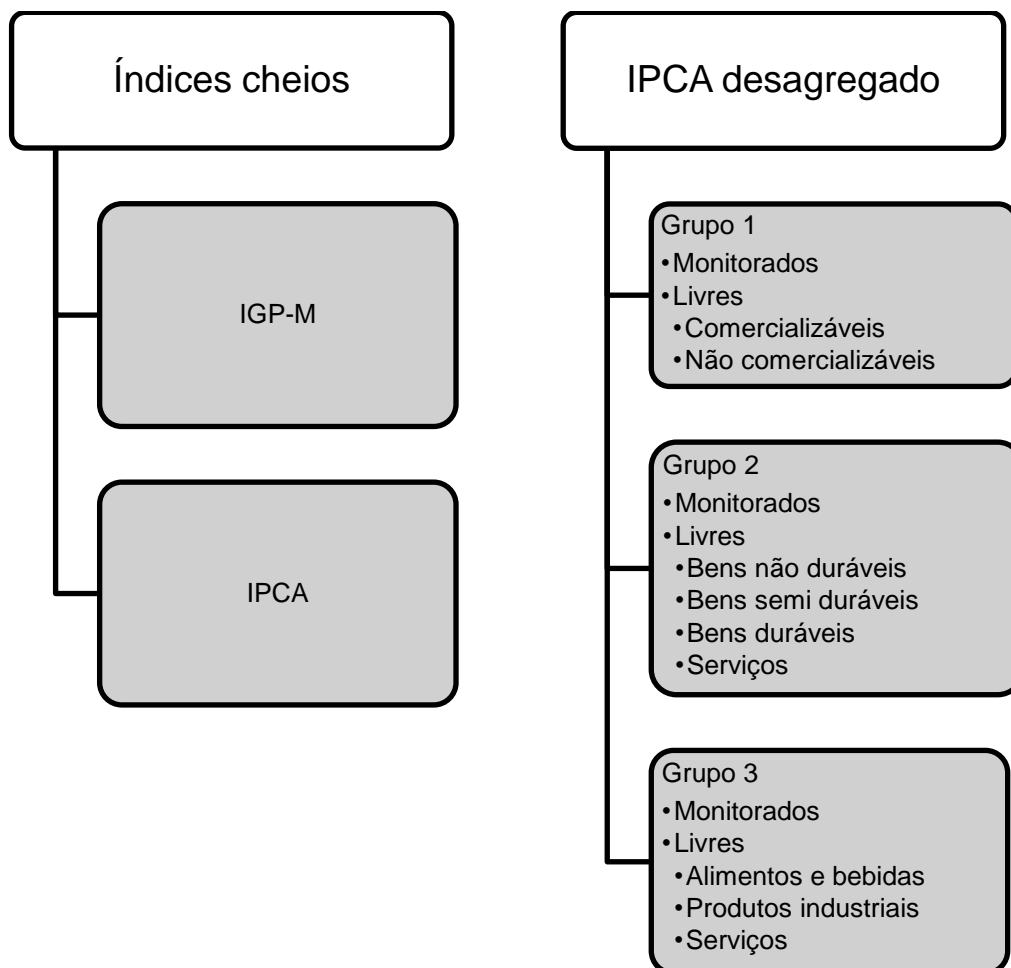 Índices cheios
IGP-M
IPCA
IPCA desagregado
Grupo 1
•Monitorados
•Livres
•Comercializáveis
•Não comercializáveis
Grupo 2
•Monitorados
•Livres
•Bens não duráveis
•Bens semi duráveis
•Bens duráveis
•Serviços
Grupo 3
•Monitorados
•Livres
•Alimentos e bebidas
•Produtos industriais
•Serviços